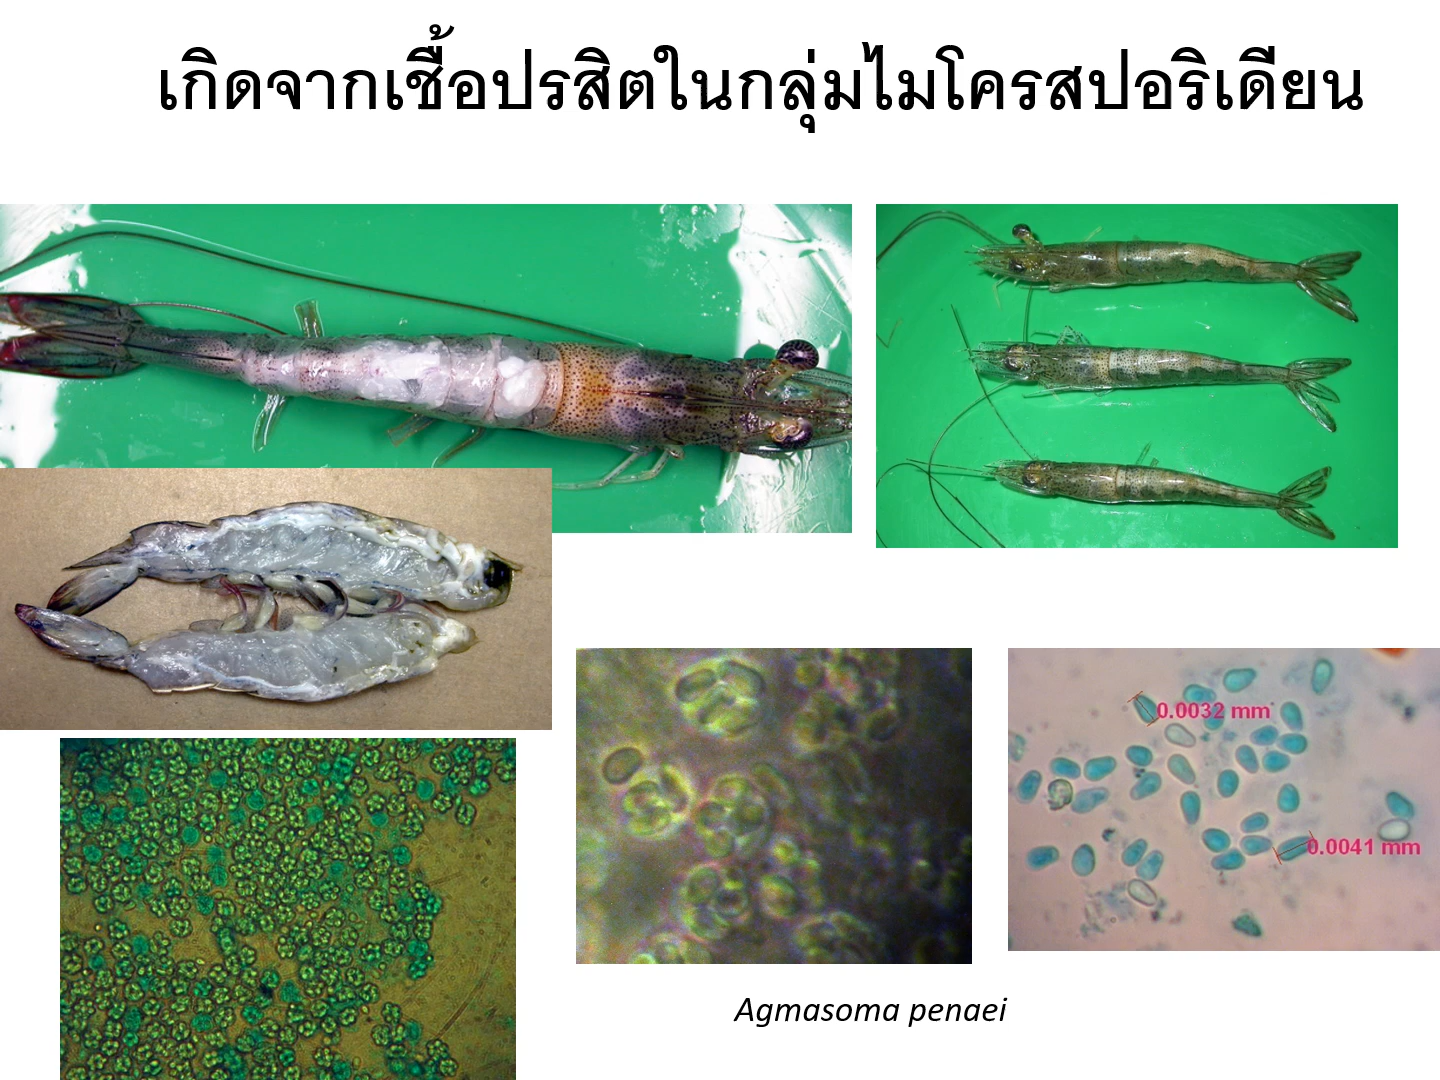 เกิดจากเชื้อปรสิตในกลุ่มไมโครสปอริเดียน
0.0032 mm
0.0041 mm
Agmasoma penaei